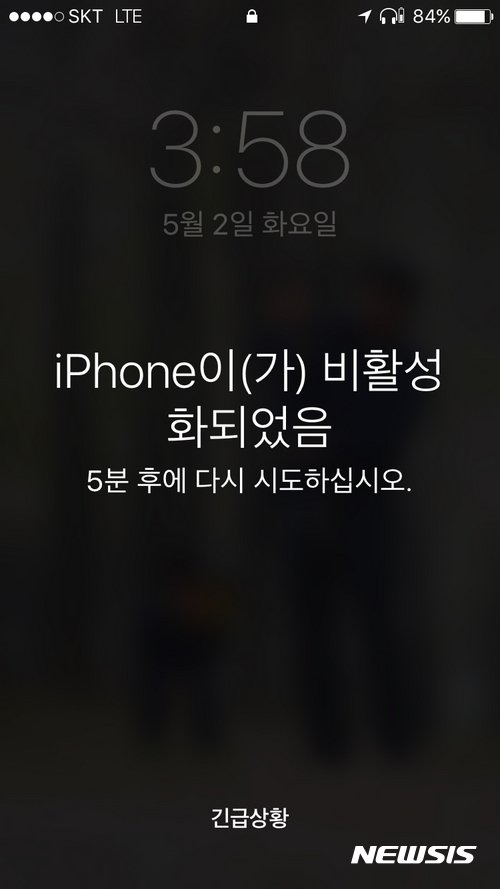 SKT LTE 84%
3:58
5월 2일 화요일
iPhone이(가) 비활성
화되었음
5분 후에 다시 시도하십시오.
긴급상황
NEWSIS